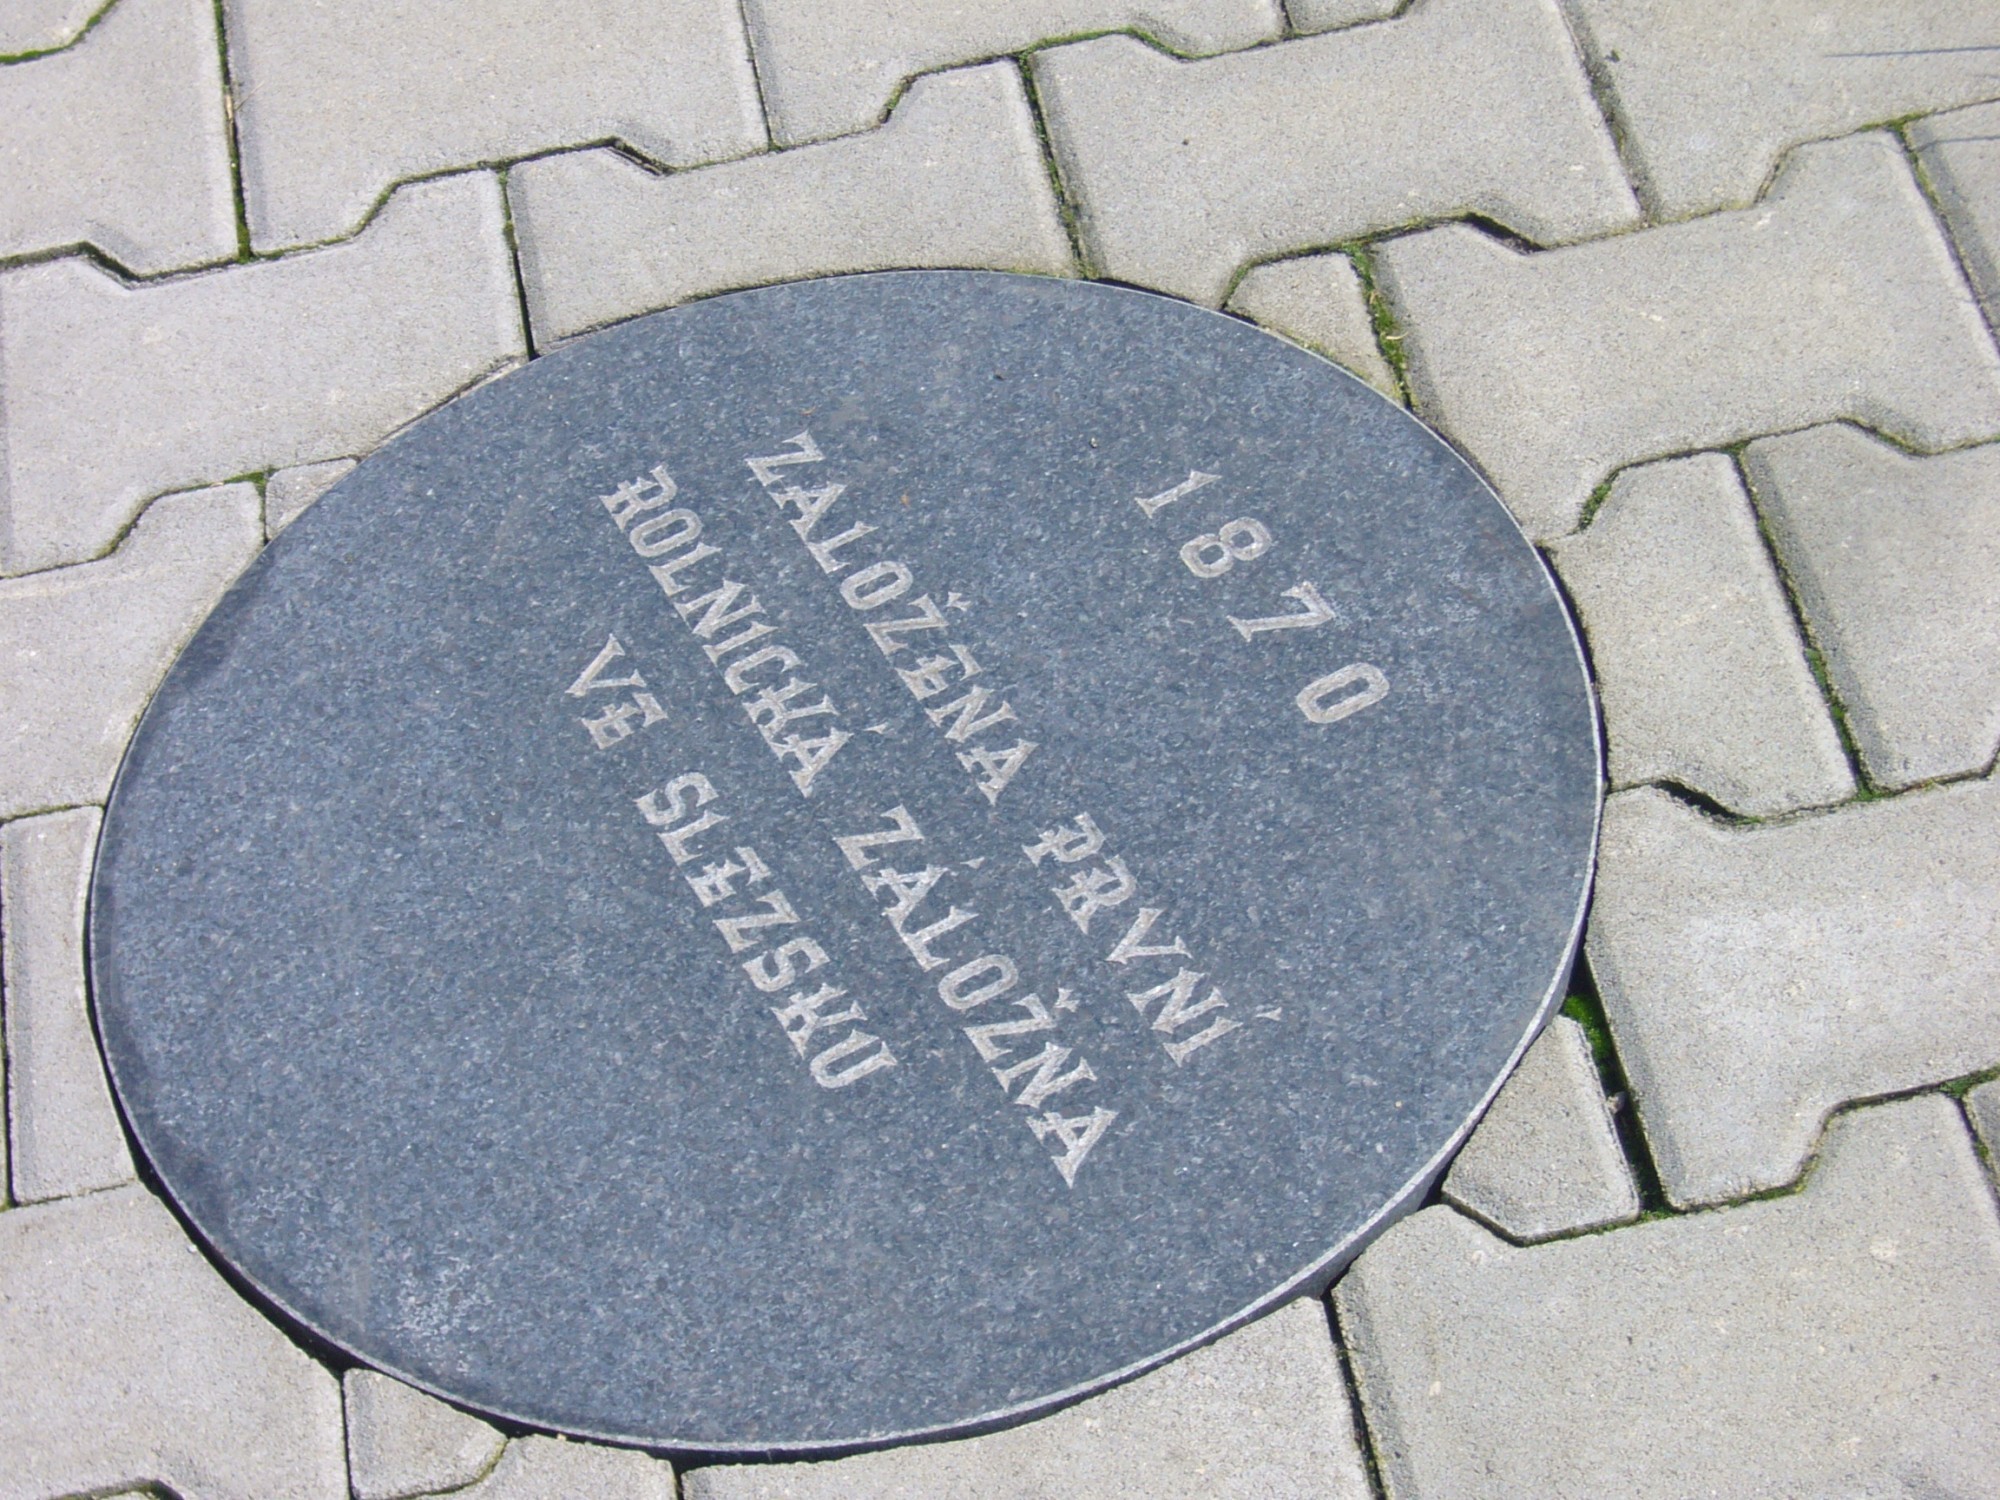 1870
ZALOŽENA PRVNÍ
ROLNICKÁ ZÁLOŽNA
VE SLEZSKU